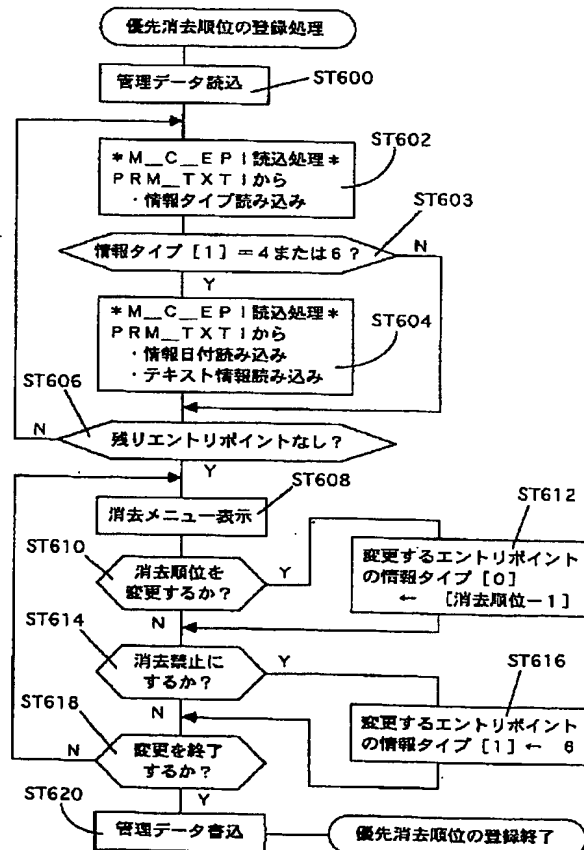 優先消去順位の登録処理
管理データ読込
ST600
*M__C__EPI読込処理*
PRM__TXTIから
・情報タイプ読み込み
ST602
ST603
情報タイプ[1]=4または6?
N
Y
*M__C__EPI読込処理*
PRM__TXTIから
・情報日付読み込み
・テキスト情報読み込み
ST604
ST606
N
残りエントリポイントなし?
Y
ST608
消去メニュー表示
ST612
ST610
消去順位を
変更するか?
Y
変更するエントリポイント
の情報タイプ[0]
← [消去順位-1]
N
ST614
消去禁止に
するか?
Y
ST616
N
変更するエントリポイント
の情報タイプ[1]← 6
ST618
N
変更を終了
するか?
Y
ST620
管理データ書込
優先消去順位の登録終了